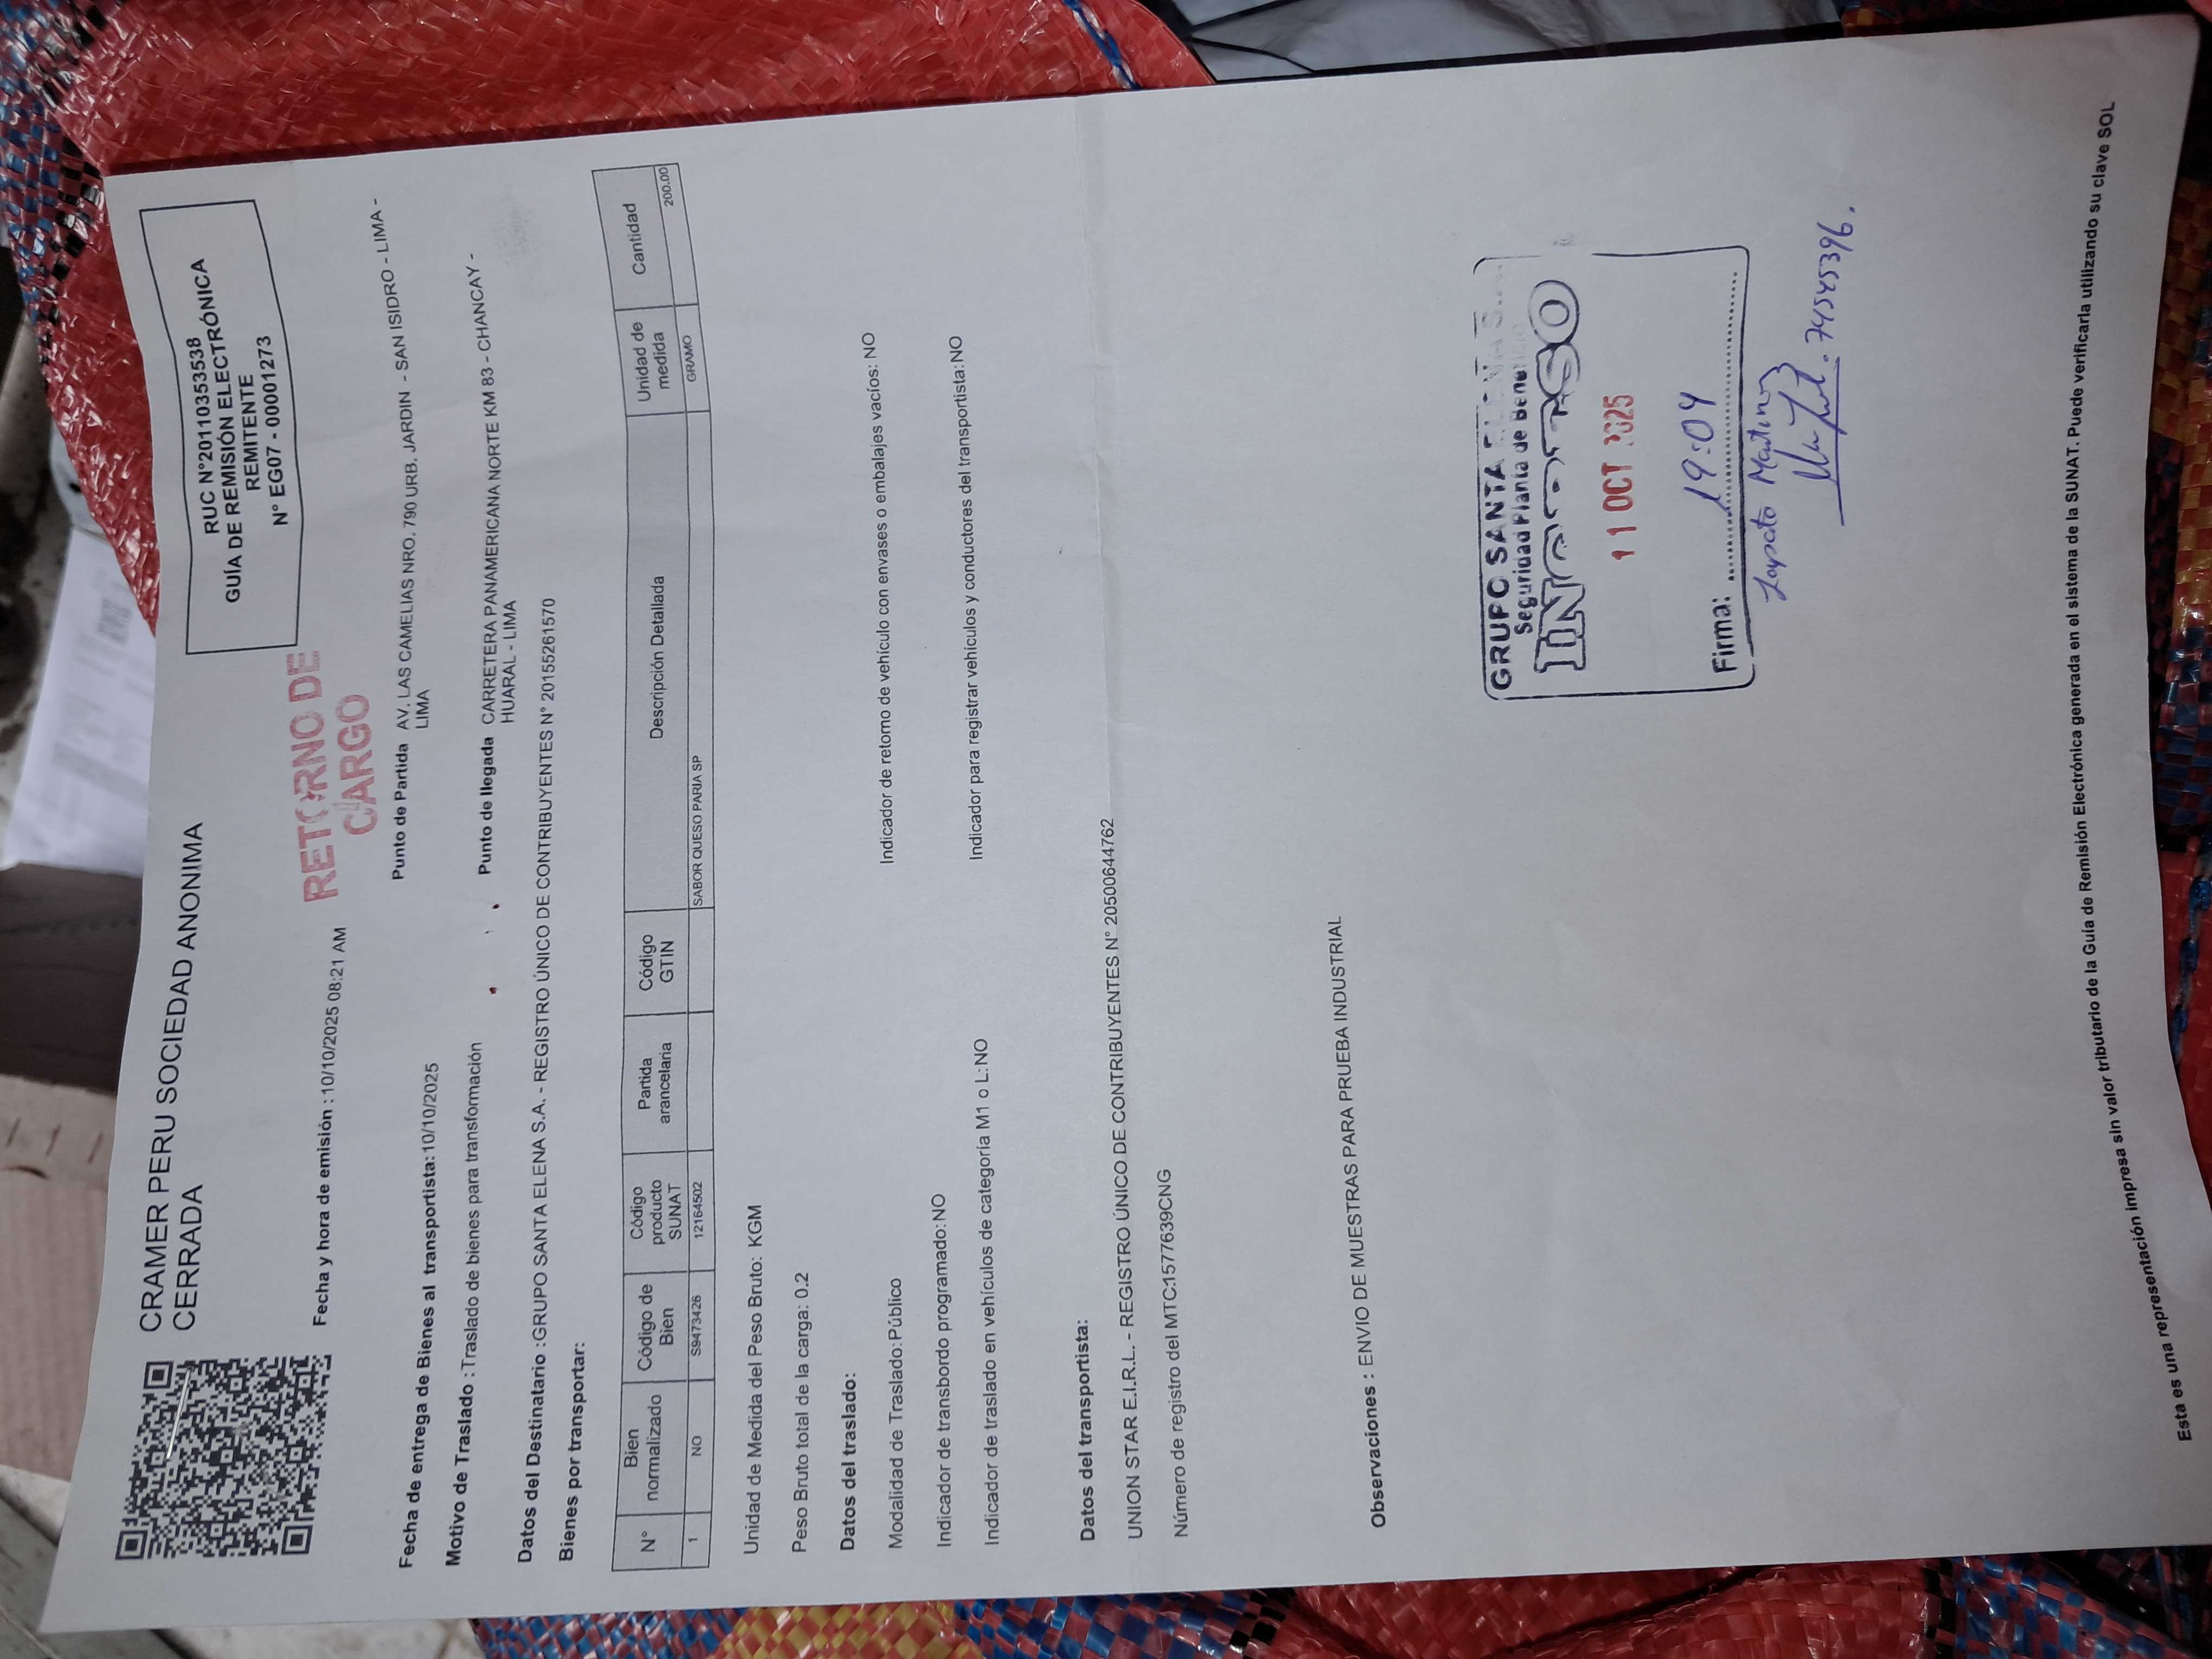 CRAMER PERU SOCIEDAD ANONIMA
CERRADA
RUC N°20110353538
GUÍA DE REMISIÓN ELECTRÓNICA
REMITENTE
N° EG07 - 00001273
Fecha y hora de emisión : 10/10/2025 08:21 AM
RETORNO DE
CARGO
Fecha de entrega de Bienes al transportista: 10/10/2025
Punto de Partida AV. LAS CAMELIAS NRO. 790 URB. JARDIN - SAN ISIDRO - LIMA -
LIMA
Motivo de Traslado : Traslado de bienes para transformación
Punto de llegada CARRETERA PANAMERICANA NORTE KM 83 - CHANCAY -
HUARAL - LIMA
Datos del Destinatario : GRUPO SANTA ELENA S.A. - REGISTRO ÚNICO DE CONTRIBUYENTES N° 20155261570
Bienes por transportar:
N° Bien normalizado Código de Bien Código producto SUNAT Partida arancelaria Código GTIN Descripción Detallada Unidad de medida Cantidad
1 NO S9473426 12164502 SABOR QUESO PARIA SP GRAMO 200.00
Unidad de Medida del Peso Bruto: KGM
Peso Bruto total de la carga: 0.2
Datos del traslado:
Modalidad de Traslado: Público
Indicador de retorno de vehículo con envases o embalajes vacíos: NO
Indicador de transbordo programado: NO
Indicador de traslado en vehículos de categoría M1 o L: NO
Indicador para registrar vehículos y conductores del transportista: NO
Datos del transportista:
UNION STAR E.I.R.L. - REGISTRO ÚNICO DE CONTRIBUYENTES N° 20500644762
Número de registro del MTC:1577639CNG
Observaciones : ENVIO DE MUESTRAS PARA PRUEBA INDUSTRIAL
GRUPO SANTA ELENA S.A.
Seguridad Planta de Beneficio
INGRESO
11 OCT 2025
19:04
Firma:
74545396.
Esta es una representación impresa sin valor tributario de la Guía de Remisión Electrónica generada en el sistema de la SUNAT. Puede verificarla utilizando su clave SOL